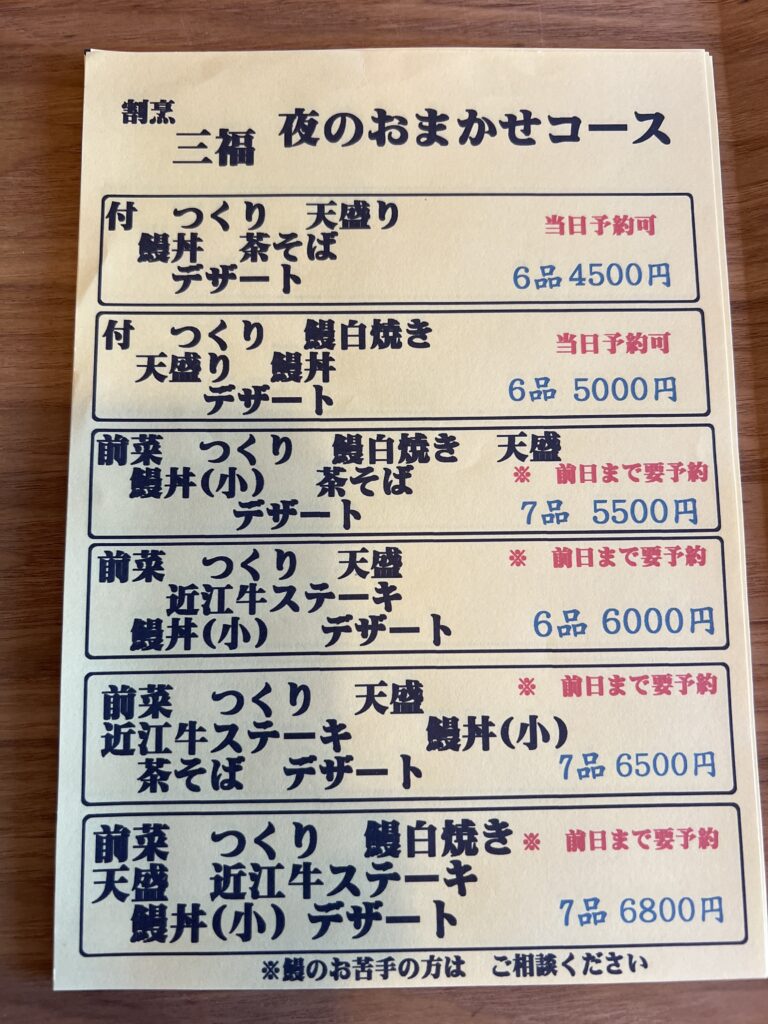 割烹
三福 夜のおまかせコース
付 つくり 天盛り 当日予約可
鰻丼 茶そば
デザート 6品 4500円
付 つくり 鰻白焼き 当日予約可
天盛り 鰻丼
デザート 6品 5000円
前菜 つくり 鰻白焼き 天盛
鰻丼(小) 茶そば ※ 前日まで要予約
デザート 7品 5500円
前菜 つくり 天盛 ※ 前日まで要予約
近江牛ステーキ
鰻丼(小) デザート 6品 6000円
前菜 つくり 天盛 ※ 前日まで要予約
近江牛ステーキ 鰻丼(小)
茶そば デザート 7品 6500円
前菜 つくり 鰻白焼き ※ 前日まで要予約
天盛 近江牛ステーキ
鰻丼(小) デザート 7品 6800円
※鰻のお苦手の方は ご相談ください